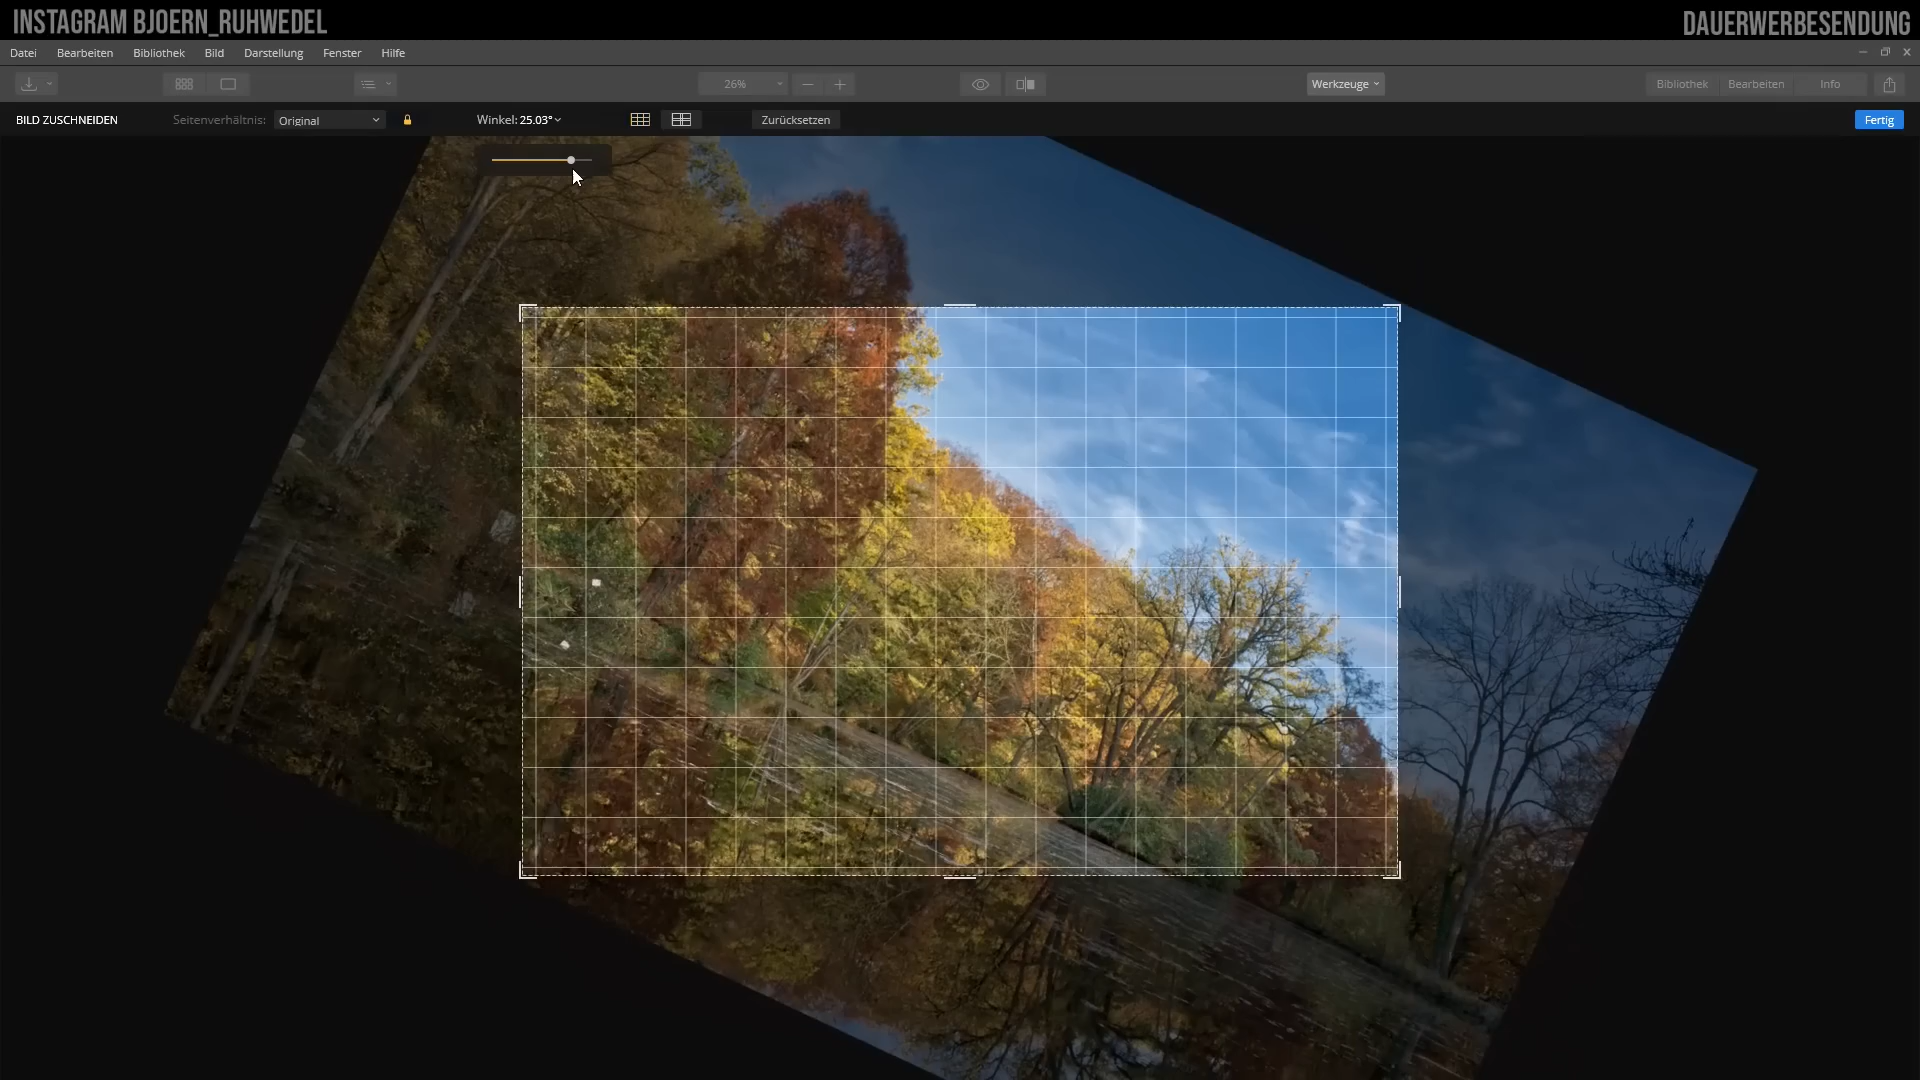 INSTAGRAM BJOERN_RUHWEDEL
DAUERWERBESENDUNG
Datei Bearbeiten Bibliothek Bild Darstellung Fenster Hilfe
26%
Werkzeuge
Bibliothek Bearbeiten Info
BILD ZUSCHNEIDEN
Seitenverhältnis: Original
Winkel: 25.03°
Zurücksetzen
Fertig